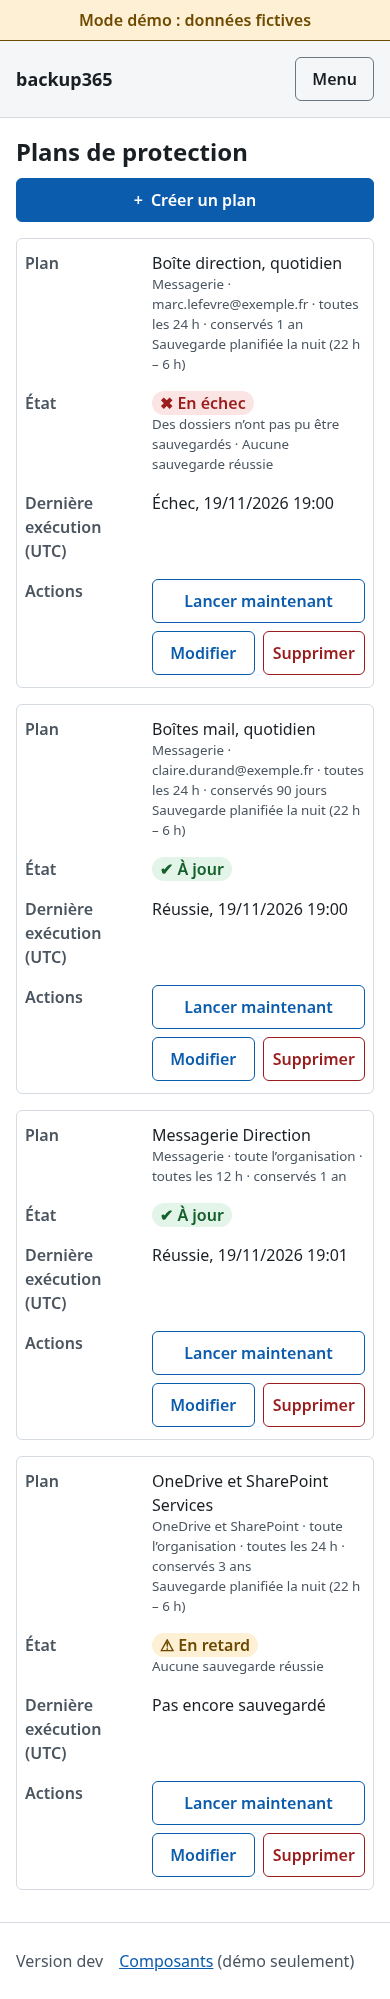 Mode démo : données fictives
backup365
Menu
Plans de protection
+ Créer un plan
Plan
Boîte direction, quotidien
Messagerie ·
marc.lefevre@exemple.fr · toutes
les 24 h · conservés 1 an
Sauvegarde planifiée la nuit (22 h
– 6 h)
État
✖ En échec
Des dossiers n’ont pas pu être
sauvegardés · Aucune
sauvegarde réussie
Dernière
exécution
(UTC)
Échec, 19/11/2026 19:00
Actions
Lancer maintenant
Modifier
Supprimer
Plan
Boîtes mail, quotidien
Messagerie ·
claire.durand@exemple.fr · toutes
les 24 h · conservés 90 jours
Sauvegarde planifiée la nuit (22 h
– 6 h)
État
✔ À jour
Dernière
exécution
(UTC)
Réussie, 19/11/2026 19:00
Actions
Lancer maintenant
Modifier
Supprimer
Plan
Messagerie Direction
Messagerie · toute l’organisation ·
toutes les 12 h · conservés 1 an
État
✔ À jour
Dernière
exécution
(UTC)
Réussie, 19/11/2026 19:01
Actions
Lancer maintenant
Modifier
Supprimer
Plan
OneDrive et SharePoint
Services
OneDrive et SharePoint · toute
l’organisation · toutes les 24 h ·
conservés 3 ans
Sauvegarde planifiée la nuit (22 h
– 6 h)
État
⚠ En retard
Aucune sauvegarde réussie
Dernière
exécution
(UTC)
Pas encore sauvegardé
Actions
Lancer maintenant
Modifier
Supprimer
Version dev Composants (démo seulement)